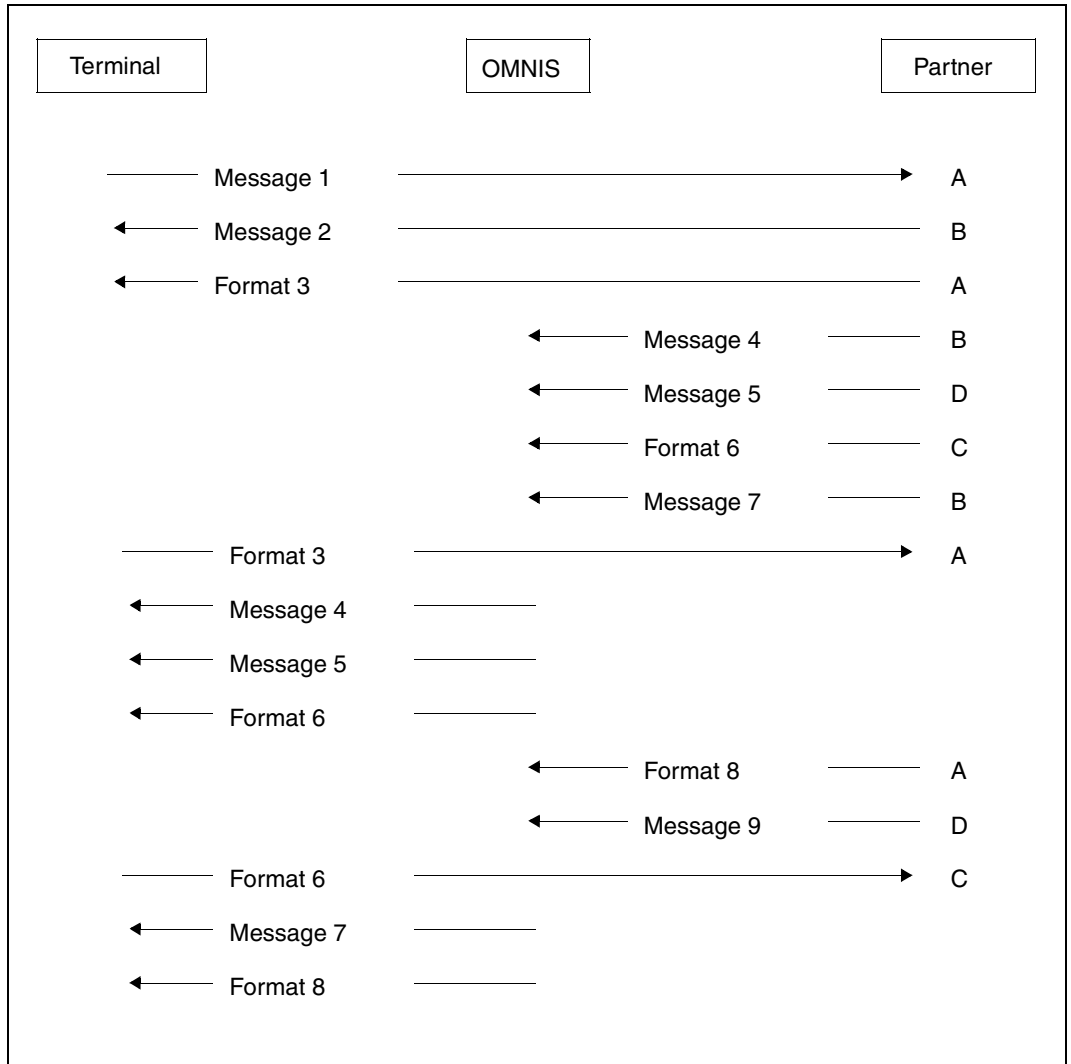 Terminal OMNIS Partner
Message 1 A
Message 2 B
Format 3 A
Message 4 B
Message 5 D
Format 6 C
Message 7 B
Format 3 A
Message 4
Message 5
Format 6
Format 8 A
Message 9 D
Format 6 C
Message 7
Format 8